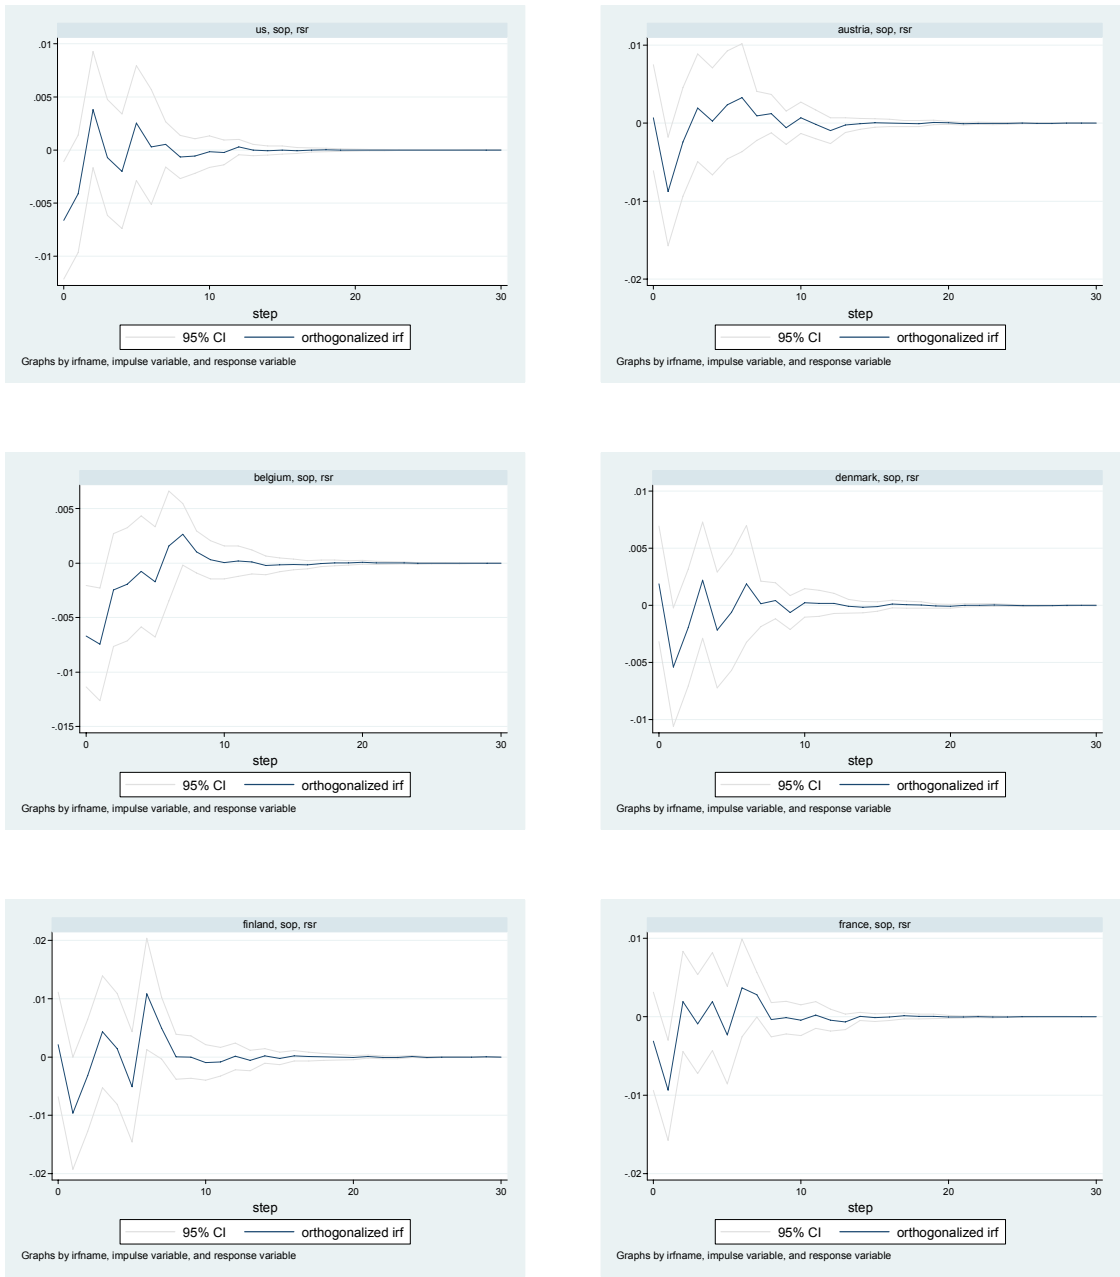 us, sop, rsr
.01
.005
0
-.005
-.01
0 10 20 30
step
95% CI orthogonalized irf
Graphs by irfname, impulse variable, and response variable
austria, sop, rsr
.01
0
-.01
-.02
0 10 20 30
step
95% CI orthogonalized irf
Graphs by irfname, impulse variable, and response variable
belgium, sop, rsr
.005
0
-.005
-.01
-.015
0 10 20 30
step
95% CI orthogonalized irf
Graphs by irfname, impulse variable, and response variable
denmark, sop, rsr
.01
.005
0
-.005
-.01
0 10 20 30
step
95% CI orthogonalized irf
Graphs by irfname, impulse variable, and response variable
finland, sop, rsr
.02
.01
0
-.01
-.02
0 10 20 30
step
95% CI orthogonalized irf
Graphs by irfname, impulse variable, and response variable
france, sop, rsr
.01
0
-.01
-.02
0 10 20 30
step
95% CI orthogonalized irf
Graphs by irfname, impulse variable, and response variable